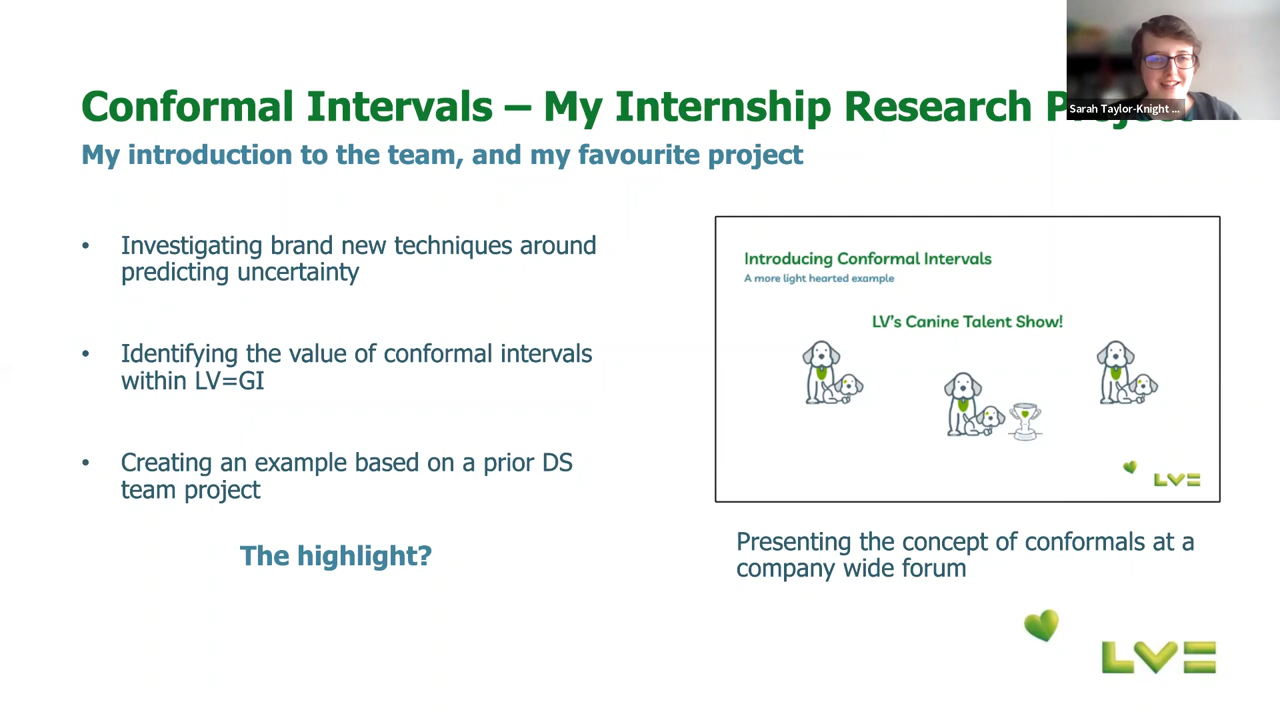 Conformal Intervals – My Internship Research Project
Sarah Taylor-Knight ...
My introduction to the team, and my favourite project
• Investigating brand new techniques around
predicting uncertainty
• Identifying the value of conformal intervals
within LV=GI
• Creating an example based on a prior DS
team project
The highlight?
Introducing Conformal Intervals
A more light hearted example
LV's Canine Talent Show!
LV=
Presenting the concept of conformals at a
company wide forum
LV=